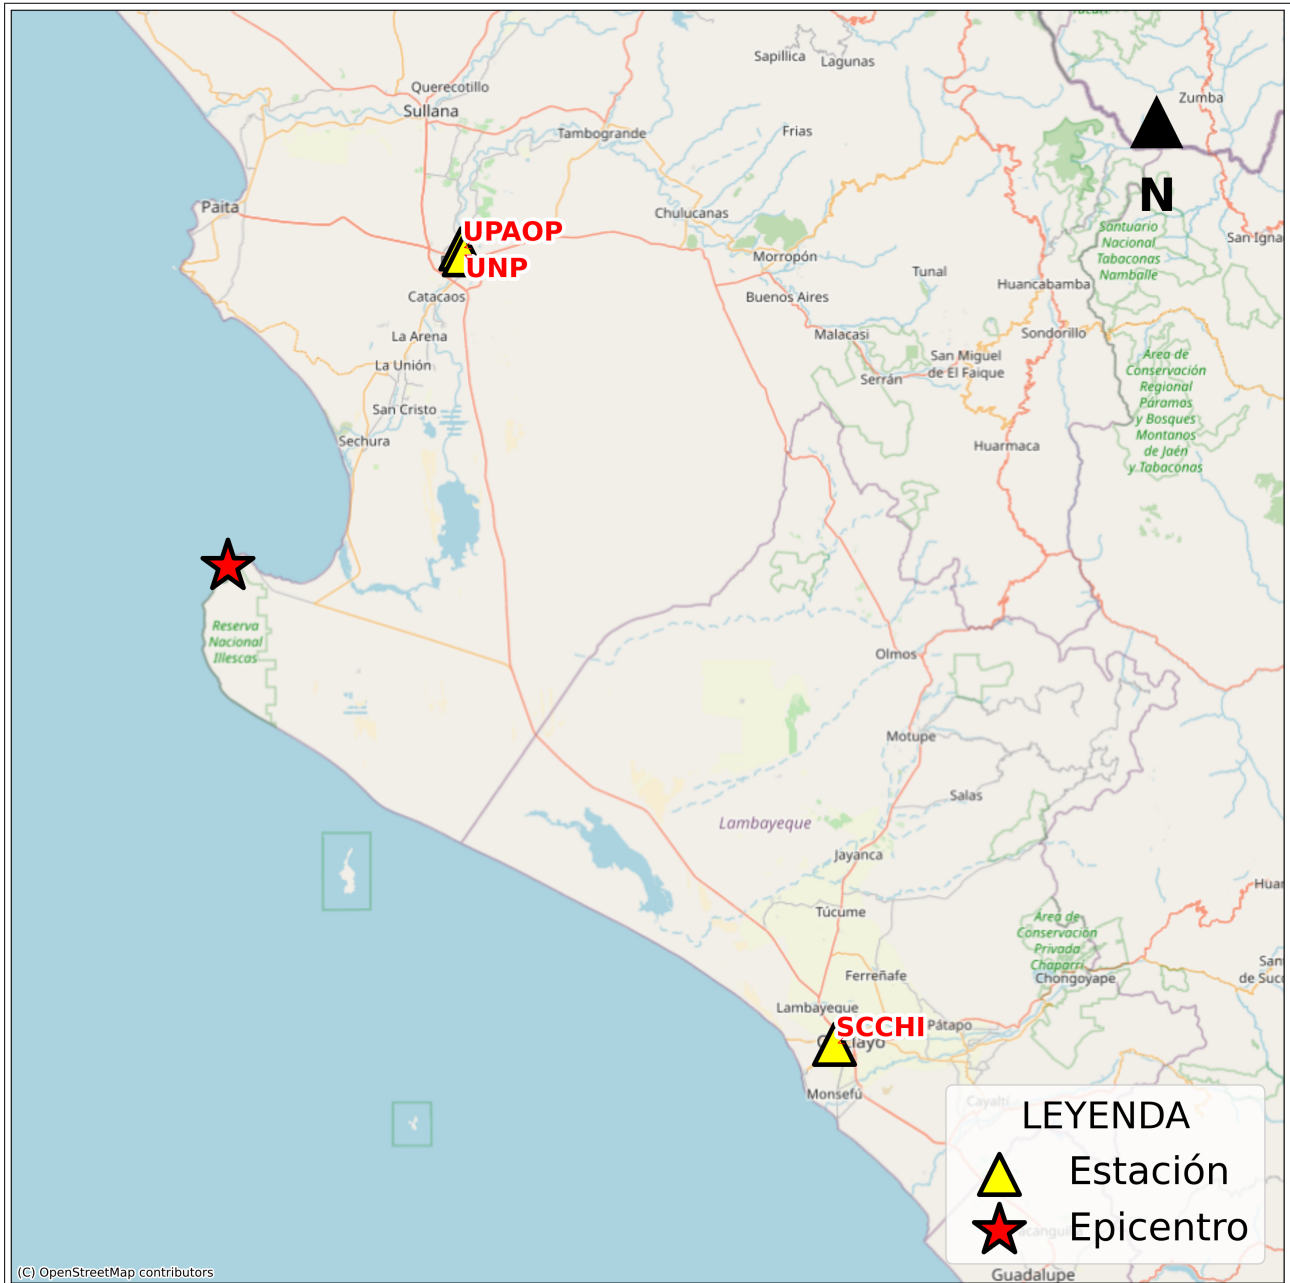 Sapillica
Lagunas
Querecotillo
Sullana
Zumba
Tambogrande
Frias
N
Paita
Chulucanas
UPAOP
Santuario
Nacional
Tabaconas
Namballe
San Igna
UNP
Morropón
Tunal
Huancabamba
Catacaos
Buenos Aires
La Arena
Malacasi
Sondorillo
San Miguel
de El Faique
Área de
Conservación
Regional
Páramos
y Bosques
Montanos
de Jaén
y Tabaconas
La Unión
Serrán
San Cristo
Sechura
Huarmaca
Reserva
Nacional
Illescas
Olmos
Motupe
Salas
Lambayeque
Jayanca
Túcume
Área de
Conservación
Privada
Chaparrí
Chongoyape
Ferreñafe
Lambayeque
SCCHI
Pátapo
Monsefú
Cayaltí
LEYENDA
Estación
Epicentro
Guadalupe
(C) OpenStreetMap contributors